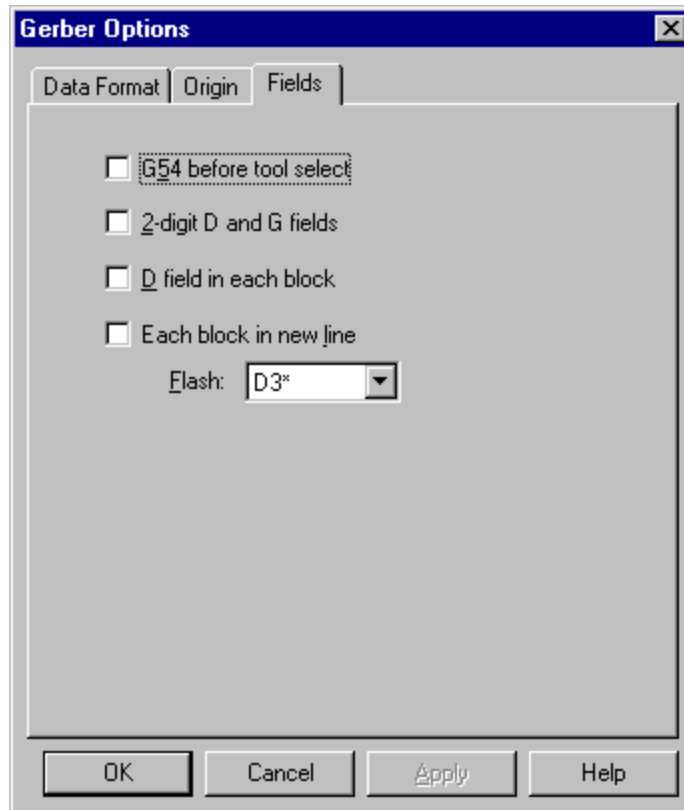 Gerber Options
Data Format Origin Fields
G54 before tool select
2-digit D and G fields
D field in each block
Each block in new line
Flash: D3*
OK Cancel Apply Help